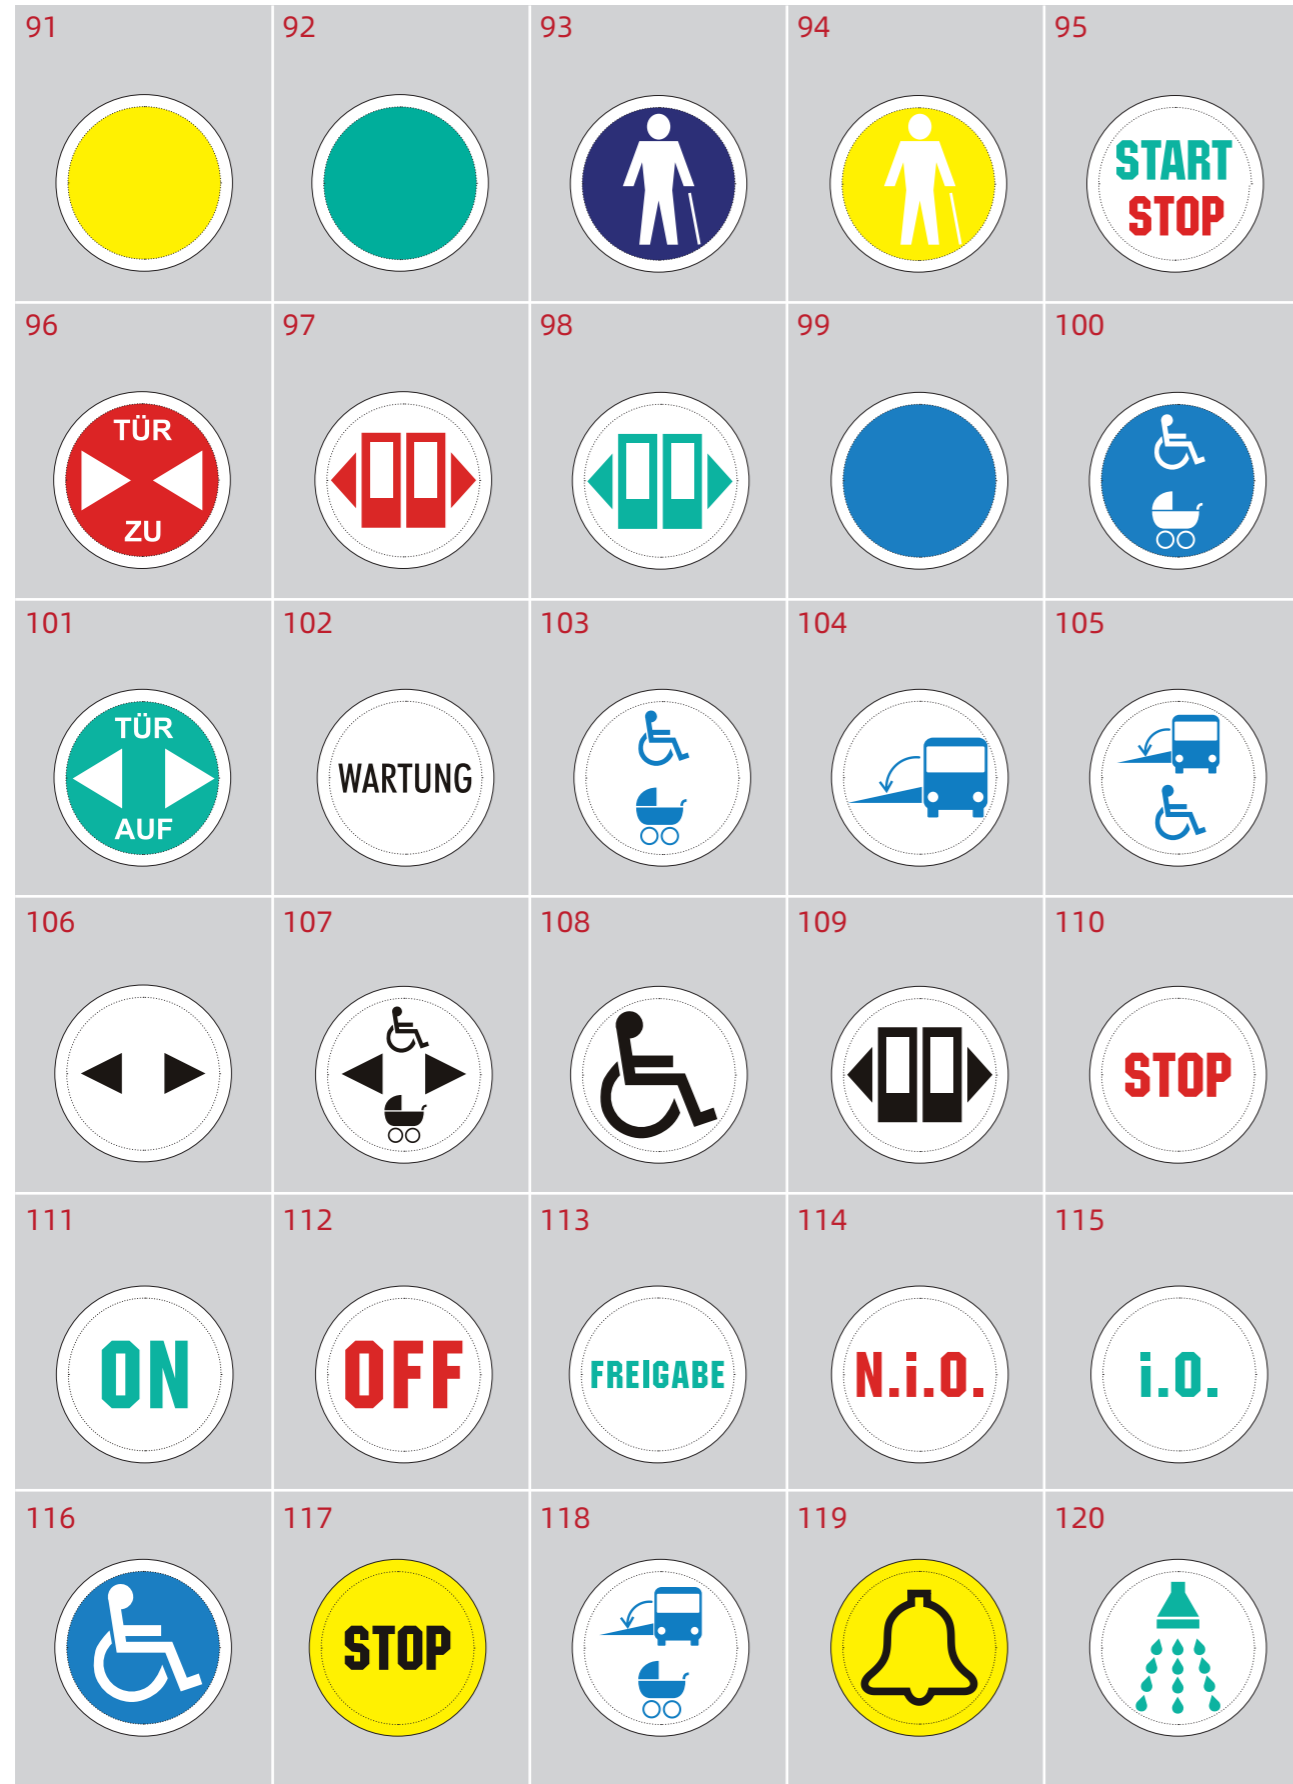 91 92 93 94 95
START
STOP
96 97 98 99 100
TÜR
ZU
101 102 103 104 105
TÜR
AUF
WARTUNG
106 107 108 109 110
STOP
111 112 113 114 115
ON
OFF
FREIGABE
N.i.O.
i.O.
116 117 118 119 120
STOP